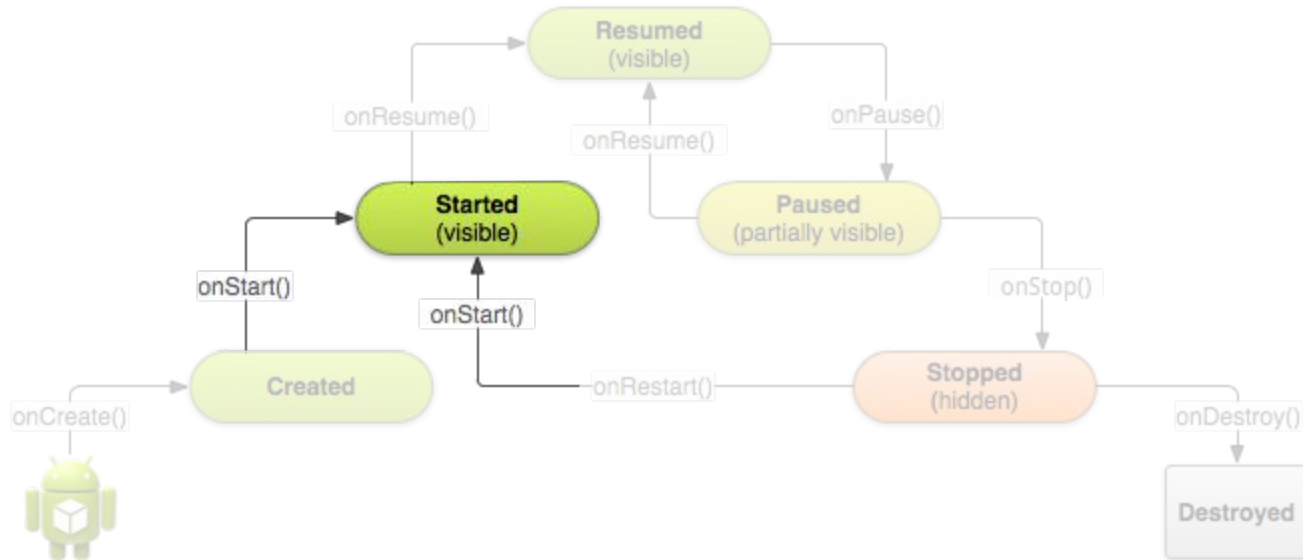 Resumed
(visible)
onResume()
onResume()
onPause()
Started
(visible)
Paused
(partially visible)
onStart()
onStart()
onStop()
Created
onRestart()
Stopped
(hidden)
onCreate()
onDestroy()
Destroyed